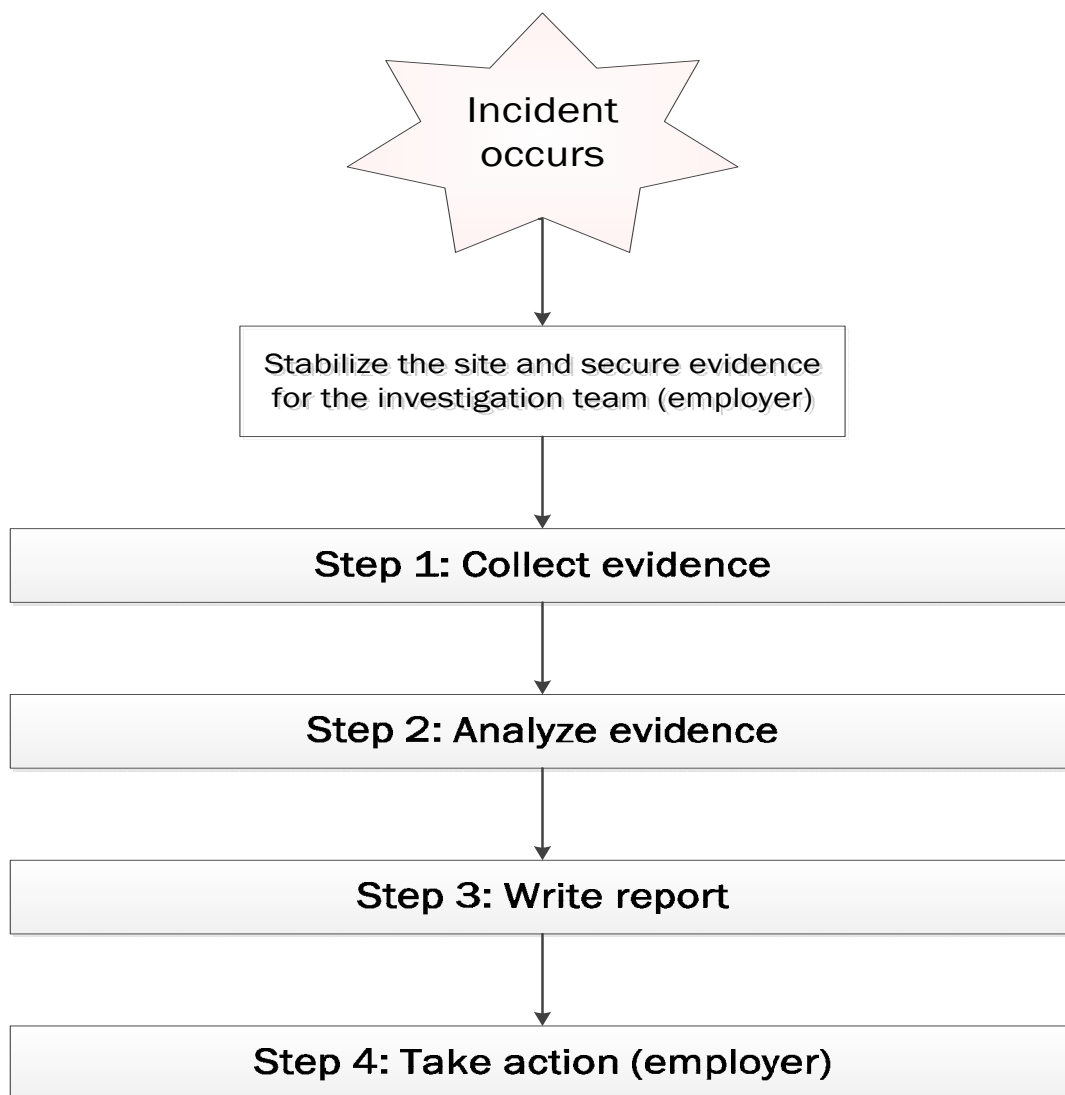 Incident
occurs
Stabilize the site and secure evidence
for the investigation team (employer)
Step 1: Collect evidence
Step 2: Analyze evidence
Step 3: Write report
Step 4: Take action (employer)